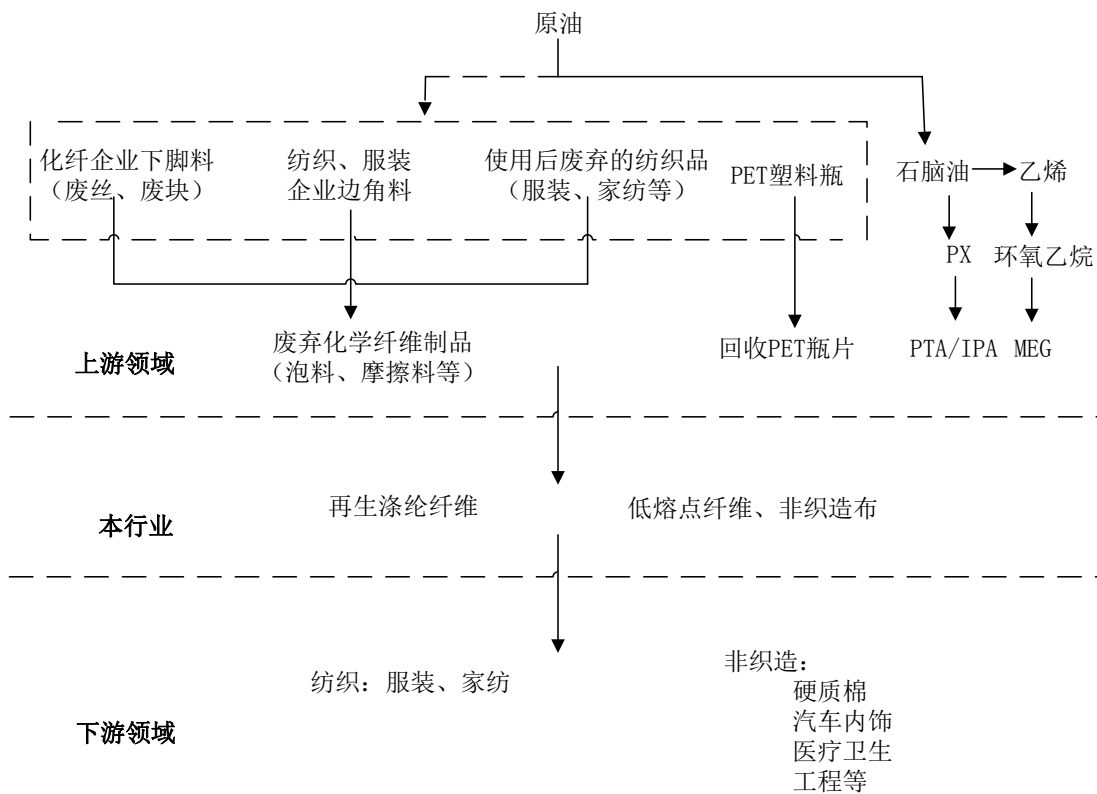 原油
化纤企业下脚料
（废丝、废块）
纺织、服装
企业边角料
使用后废弃的纺织品
（服装、家纺等）
PET塑料瓶
石脑油
乙烯
PX
环氧乙烷
上游领域
废弃化学纤维制品
（泡料、摩擦料等）
回收PET瓶片
PTA/IPA
MEG
本行业
再生涤纶纤维
低熔点纤维、非织造布
下游领域
纺织：服装、家纺
非织造：
硬质棉
汽车内饰
医疗卫生
工程等